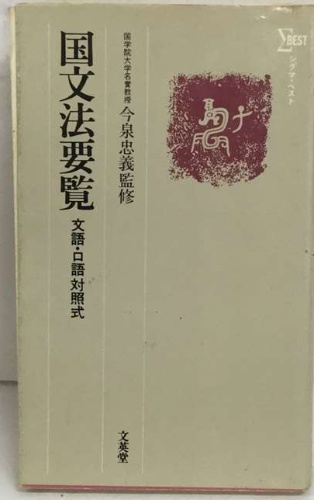 国文法要覧
文語・口語対照式
国学院大学名誉教授
今泉忠義監修
文英堂
ΣBEST
シグマ・ベスト